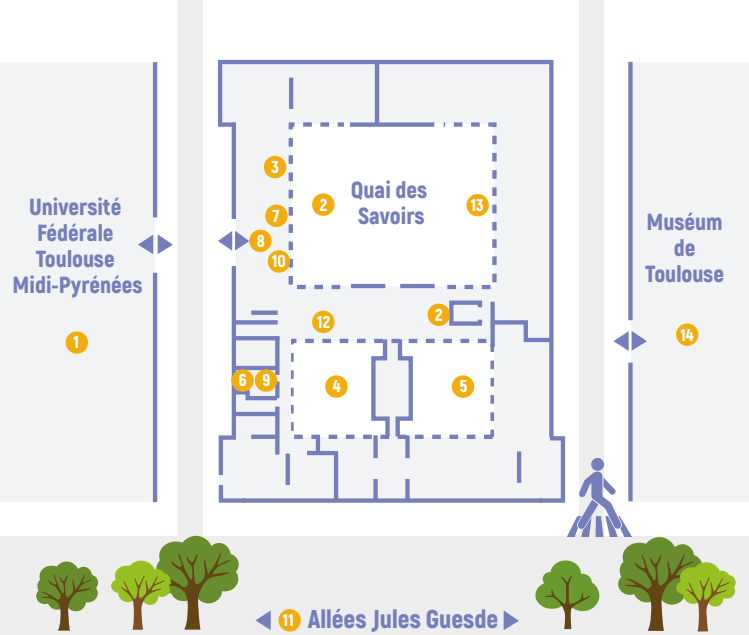 Université
Fédérale
Toulouse
Midi-Pyrénées
1
3
2
Quai des
Savoirs
13
7
8
10
12
2
6
9
4
5
Muséum
de
Toulouse
14
11 Allées Jules Guesde